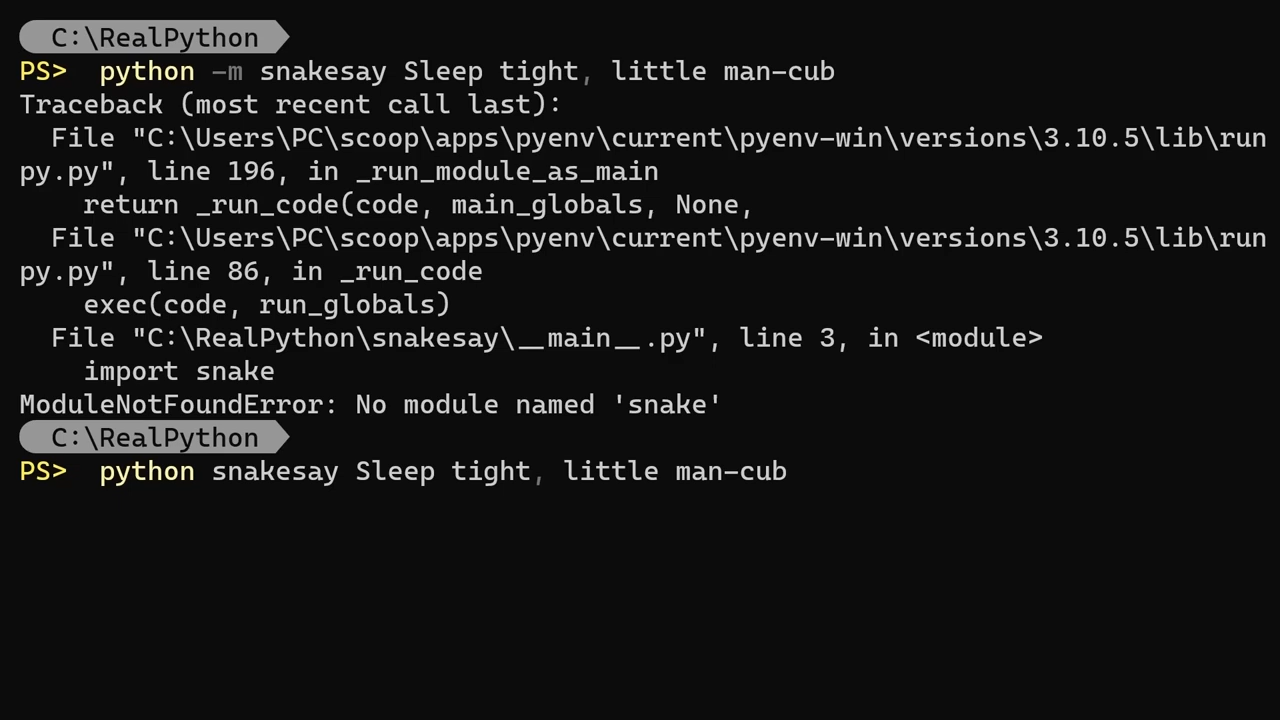 C:\RealPython
PS> python -m snakesay Sleep tight, little man-cub
Traceback (most recent call last):
  File "C:\Users\PC\scoop\apps\pyenv\current\pyenv-win\versions\3.10.5\lib\run
py.py", line 196, in _run_module_as_main
    return _run_code(code, main_globals, None,
  File "C:\Users\PC\scoop\apps\pyenv\current\pyenv-win\versions\3.10.5\lib\run
py.py", line 86, in _run_code
    exec(code, run_globals)
  File "C:\RealPython\snakesay\__main__.py", line 3, in <module>
    import snake
ModuleNotFoundError: No module named 'snake'
C:\RealPython
PS> python snakesay Sleep tight, little man-cub